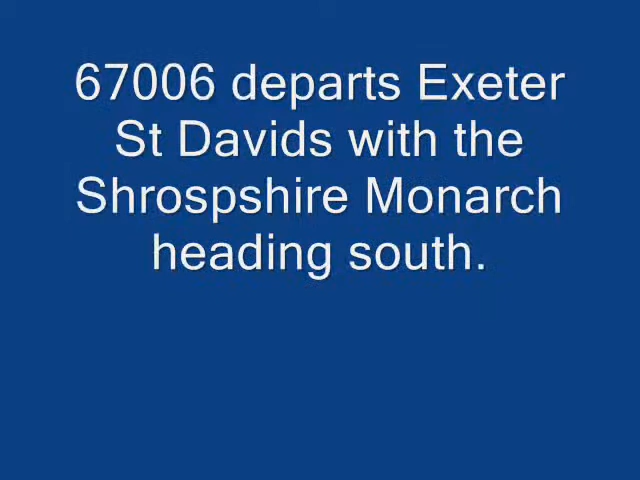 67006 departs Exeter
St Davids with the
Shrospshire Monarch
heading south.